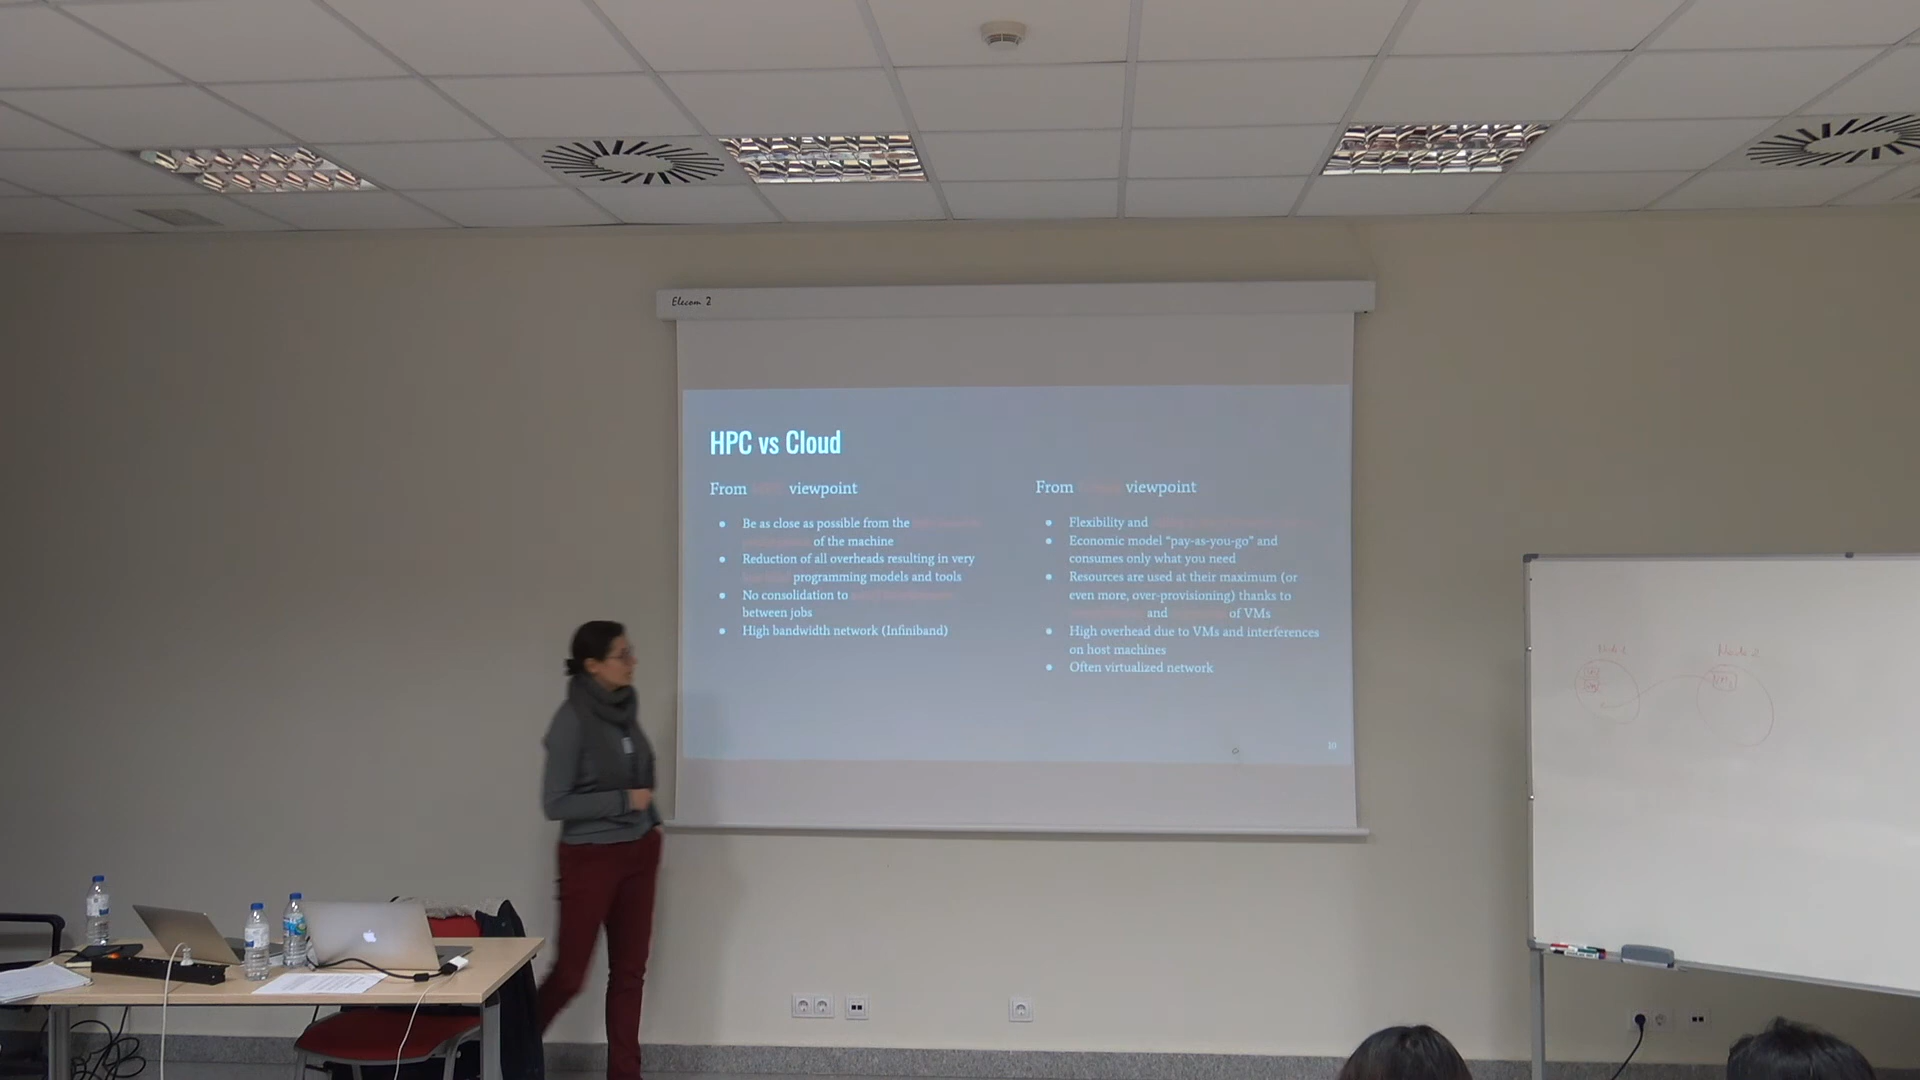 Elecom 2
HPC vs Cloud
From viewpoint
● Be as close as possible from the
of the machine
● Reduction of all overheads resulting in very
programming models and tools
● No consolidation to
between jobs
● High bandwidth network (Infiniband)
From viewpoint
● Flexibility and
● Economic model “pay-as-you-go” and
consumes only what you need
● Resources are used at their maximum (or
even more, over-provisioning) thanks to
and of VMs
● High overhead due to VMs and interferences
on host machines
● Often virtualized network
10